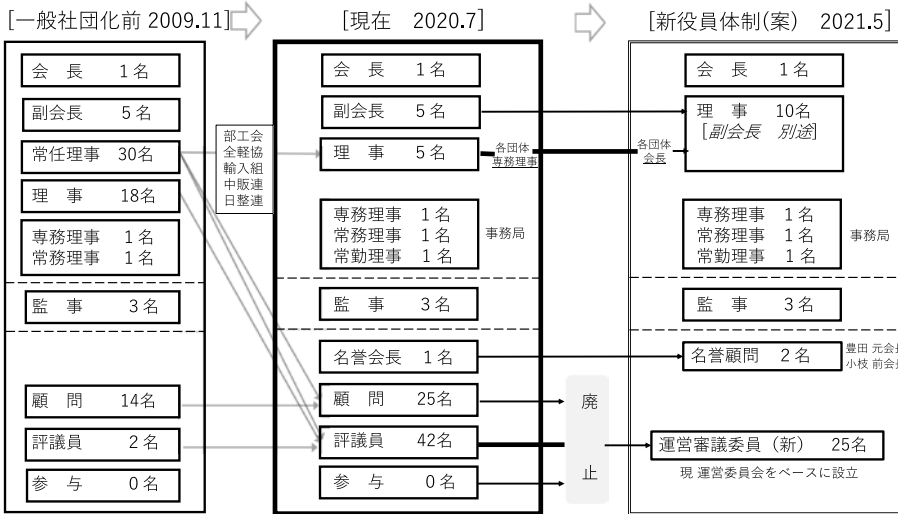 [一般社団化前 2009.11]
会 長 1名
副会長 5名
常任理事 30名
理 事 18名
専務理事 1名
常務理事 1名
監 事 3名
顧 問 14名
評議員 2名
参 与 0名
部工会
全軽協
輸入組
中販連
日整連
[現在 2020.7]
会 長 1名
副会長 5名
理 事 5名
各団体
専務理事
専務理事 1名
常務理事 1名
常勤理事 1名
事務局
監 事 3名
名誉会長 1名
顧 問 25名
評議員 42名
参 与 0名
廃
止
[新役員体制(案) 2021.5]
会 長 1名
理 事 10名
[副会長 別途]
各団体
会長
専務理事 1名
常務理事 1名
常勤理事 1名
事務局
監 事 3名
名誉顧問 2名
豊田 元会長
小枝 前会長
運営審議委員（新） 25名
現 運営委員会をベースに設立